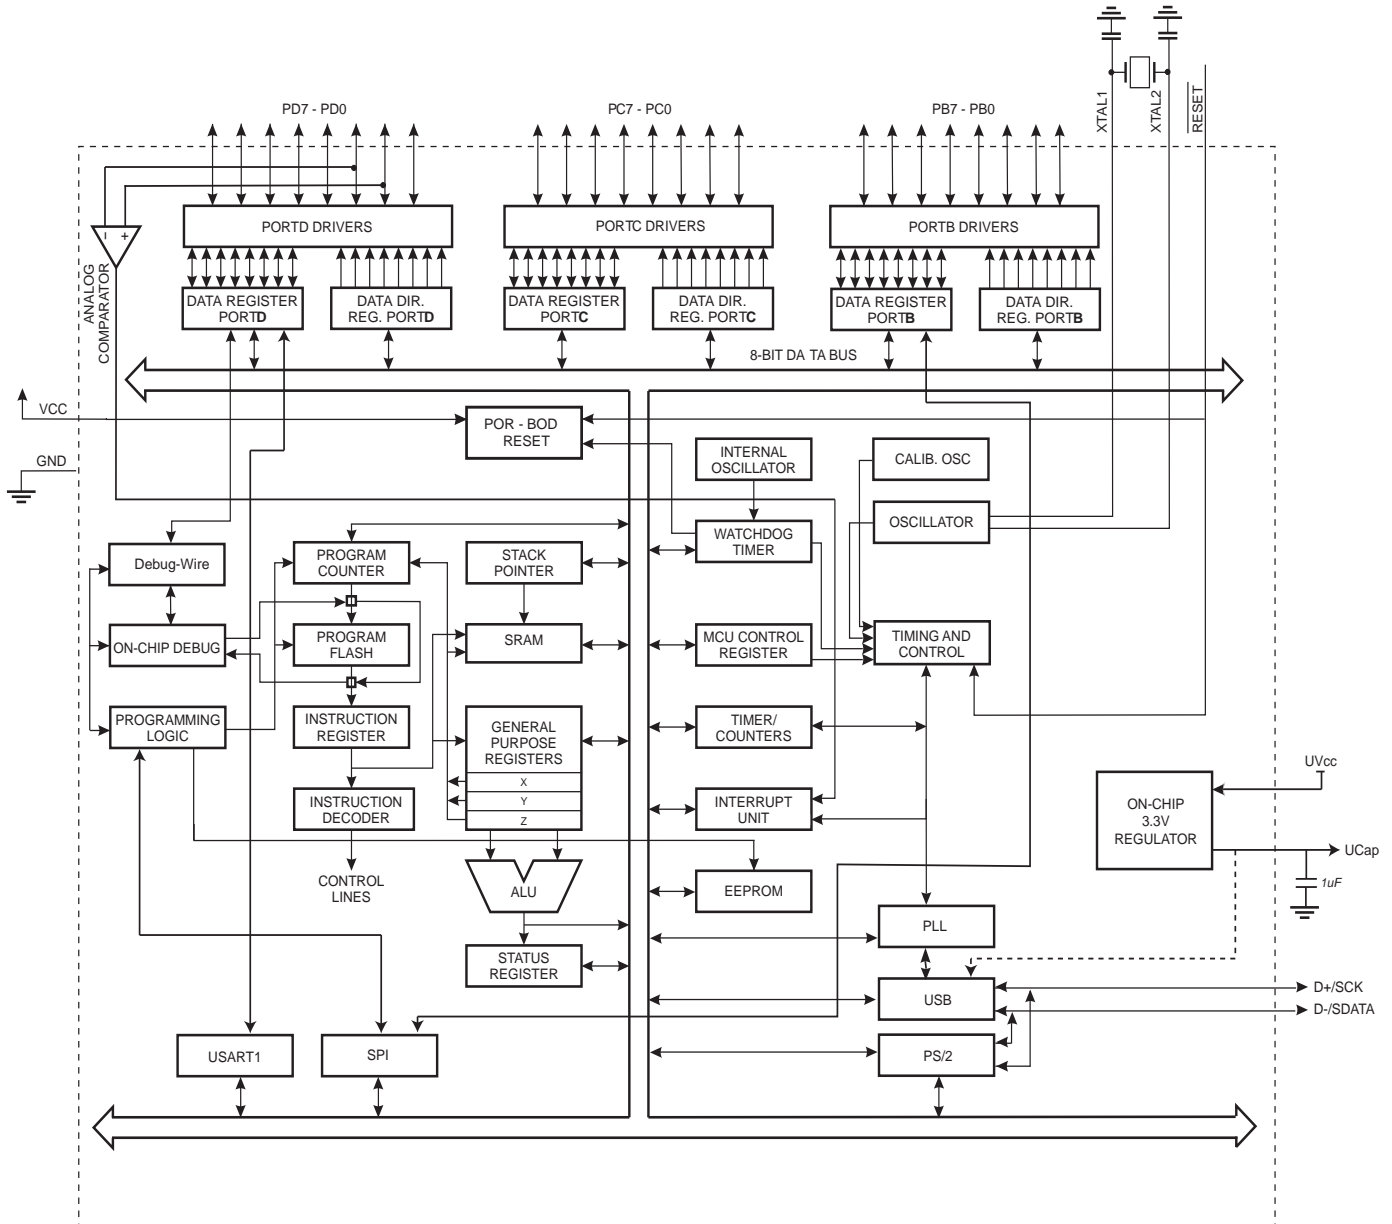 PD7 - PD0
PC7 - PC0
PB7 - PB0
XTAL1
XTAL2
RESET
PORTD DRIVERS
PORTC DRIVERS
PORTB DRIVERS
- +
ANALOG
COMPARATOR
DATA REGISTER
PORTD
DATA DIR.
REG. PORTD
DATA REGISTER
PORTC
DATA DIR.
REG. PORTC
DATA REGISTER
PORTB
DATA DIR.
REG. PORTB
8-BIT DA TA BUS
VCC
POR - BOD
RESET
GND
INTERNAL
OSCILLATOR
CALIB. OSC
OSCILLATOR
WATCHDOG
TIMER
Debug-Wire
PROGRAM
COUNTER
STACK
POINTER
ON-CHIP DEBUG
PROGRAM
FLASH
SRAM
MCU CONTROL
REGISTER
TIMING AND
CONTROL
PROGRAMMING
LOGIC
INSTRUCTION
REGISTER
GENERAL
PURPOSE
REGISTERS
X
Y
Z
TIMER/
COUNTERS
INSTRUCTION
DECODER
INTERRUPT
UNIT
UVcc
ON-CHIP
3.3V
REGULATOR
UCap
1uF
CONTROL
LINES
ALU
EEPROM
PLL
STATUS
REGISTER
USB
D+/SCK
D-/SDATA
USART1
SPI
PS/2